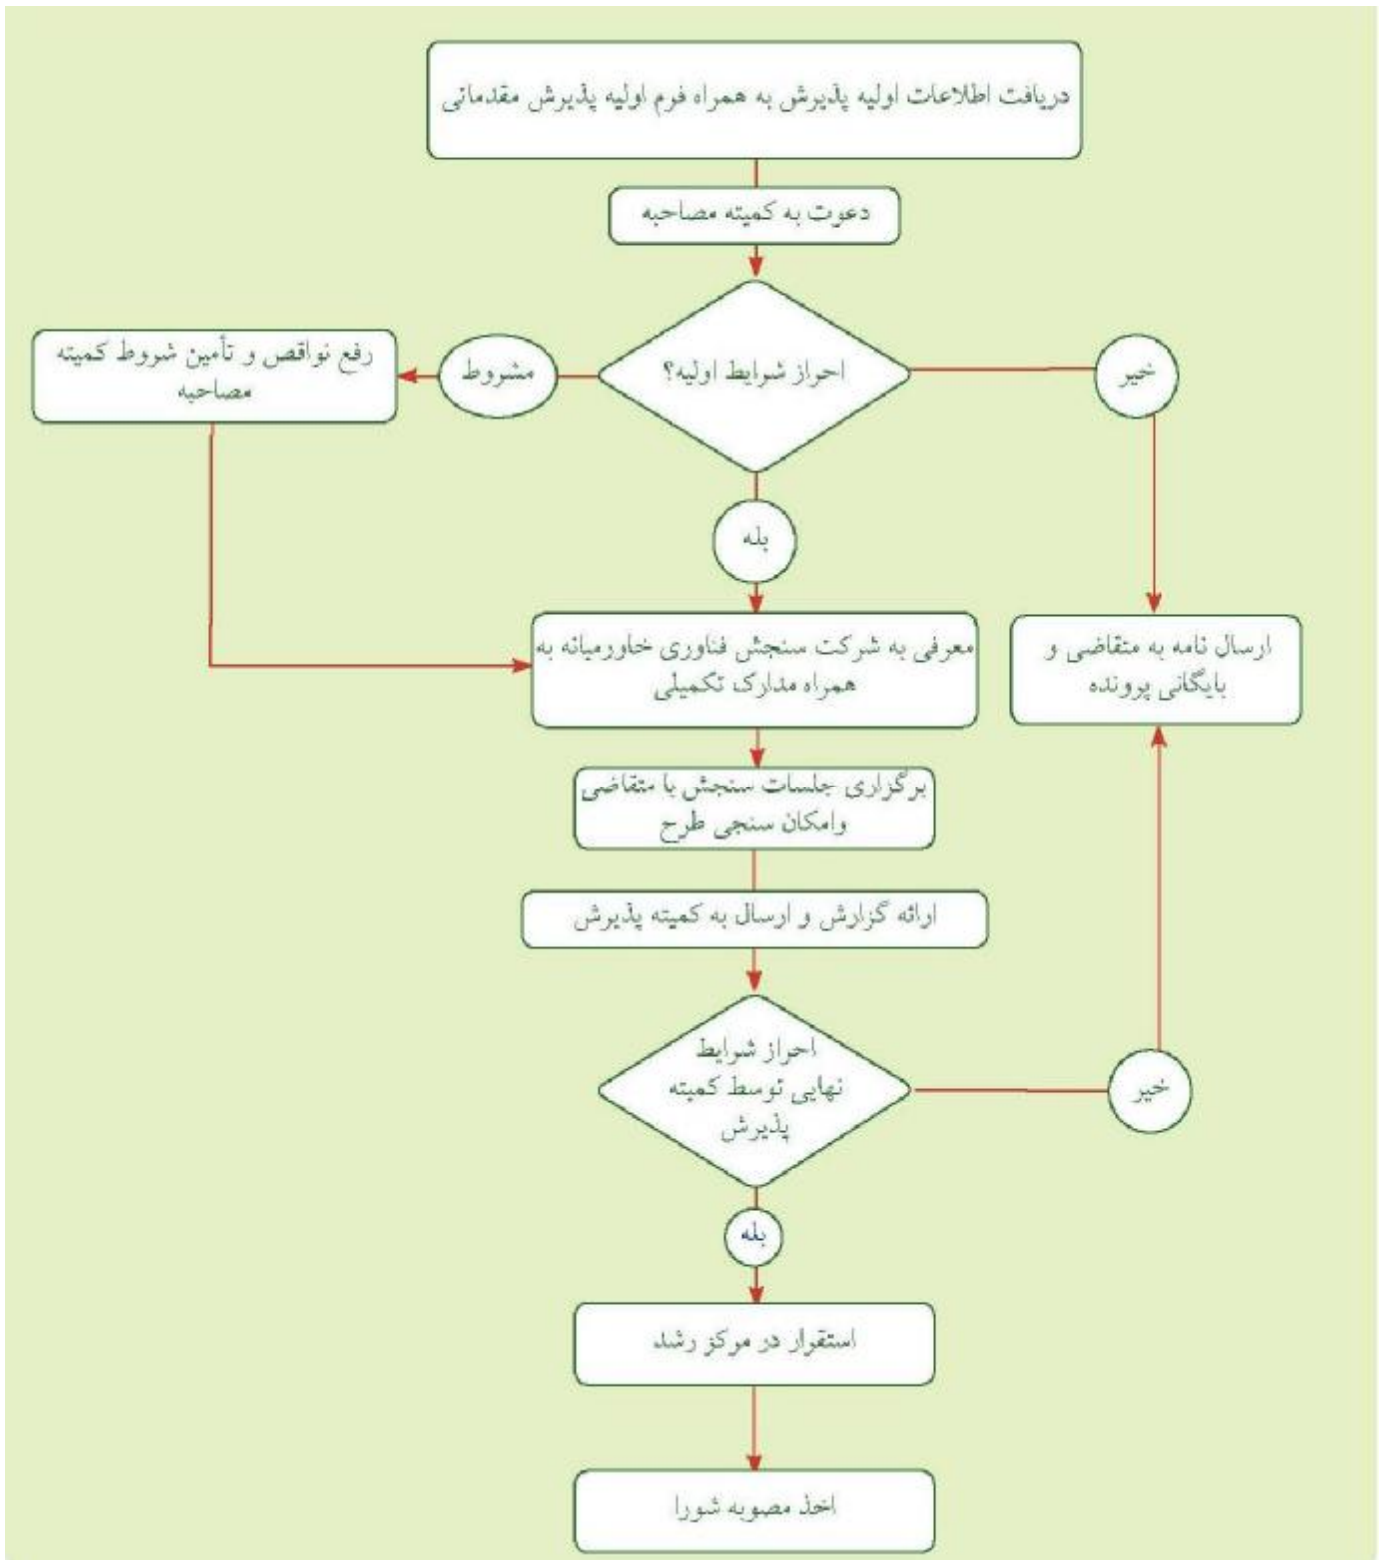 دریافت اطلاعات اولیه پذیرش به همراه فرم اولیه پذیرش مقدماتی
دعوت به کمیته مصاحبه
احراز شرایط اولیه؟
خیر
مشروط
رفع نواقص و تأمین شروط کمیته
مصاحبه
بله
معرفی به شرکت سنجش فناوری خاورمیانه به
همراه مدارک تکمیلی
ارسال نامه به متقاضی و
بایگانی پرونده
برگزاری جلسات سنجش با متقاضی
وامکان سنجی طرح
ارائه گزارش و ارسال به کمیته پذیرش
احراز شرایط
نهایی توسط کمیته
پذیرش
خیر
بله
استقرار در مرکز رشد
اخذ مصوبه شورا